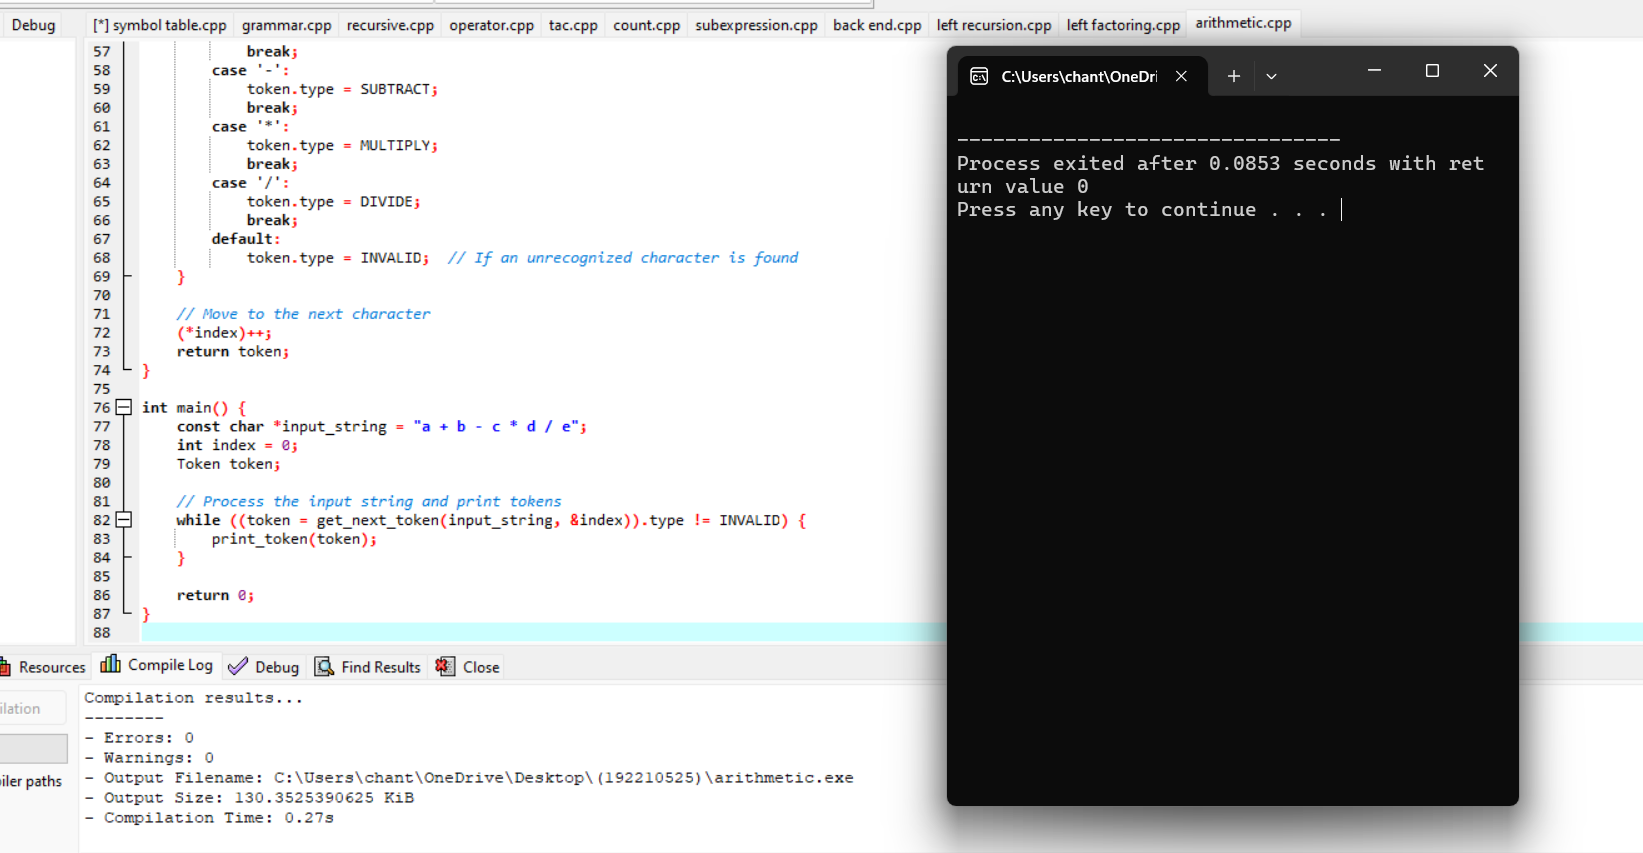 Debug
[*] symbol table.cpp grammar.cpp recursive.cpp operator.cpp tac.cpp count.cpp subexpression.cpp back end.cpp left recursion.cpp left factoring.cpp arithmetic.cpp
57 break;
58 case '-':
59 token.type = SUBTRACT;
60 break;
61 case '*':
62 token.type = MULTIPLY;
63 break;
64 case '/':
65 token.type = DIVIDE;
66 break;
67 default:
68 token.type = INVALID; // If an unrecognized character is found
69 }
70
71 // Move to the next character
72 (*index)++;
73 return token;
74 }
75
76 int main() {
77 const char *input_string = "a + b - c * d / e";
78 int index = 0;
79 Token token;
80
81 // Process the input string and print tokens
82 while ((token = get_next_token(input_string, &index)).type != INVALID) {
83 print_token(token);
84 }
85
86 return 0;
87 }
88
C:\Users\chant\OneDri
--------------------------------
Process exited after 0.0853 seconds with ret
urn value 0
Press any key to continue . . .
Resources Compile Log Debug Find Results Close
ilation
iler paths
Compilation results...
--------
- Errors: 0
- Warnings: 0
- Output Filename: C:\Users\chant\OneDrive\Desktop\(192210525)\arithmetic.exe
- Output Size: 130.3525390625 KiB
- Compilation Time: 0.27s